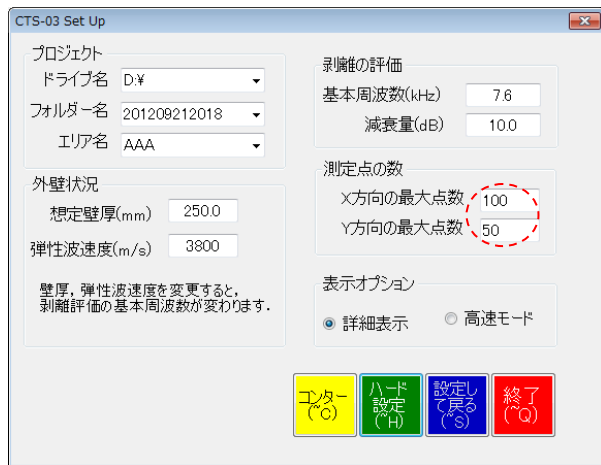 CTS-03 Set Up
プロジェクト
ドライブ名 D:¥
フォルダー名 201209212018
エリア名 AAA
外壁状況
想定壁厚(mm) 250.0
弾性波速度(m/s) 3800
壁厚，弾性波速度を変更すると，
剥離評価の基本周波数が変わります.
剥離の評価
基本周波数(kHz) 7.6
減衰量(dB) 10.0
測定点の数
X方向の最大点数 100
Y方向の最大点数 50
表示オプション
詳細表示 高速モード
コンター
(~C)
ハード
設定
(~H)
設定し
て戻る
(~S)
終了
(~Q)